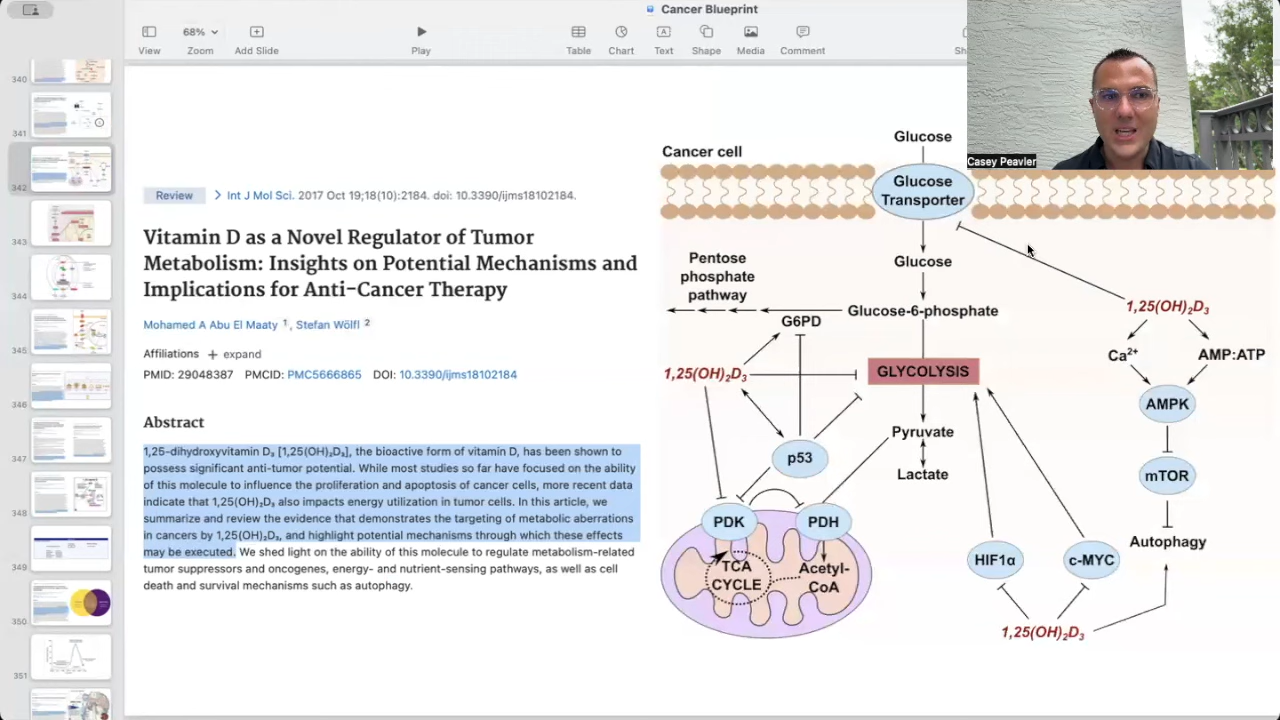 Cancer Blueprint
68%
View
Zoom
Add Slide
Play
Table
Chart
Text
Shape
Media
Comment
Sh
Casey Peavler
340
341
342
343
344
345
346
347
348
349
350
351
Review
Int J Mol Sci. 2017 Oct 19;18(10):2184. doi: 10.3390/ijms18102184.
Vitamin D as a Novel Regulator of Tumor
Metabolism: Insights on Potential Mechanisms and
Implications for Anti-Cancer Therapy
Mohamed A Abu El Maaty 1, Stefan Wölfl 2
Affiliations + expand
PMID: 29048387 PMCID: PMC5666865 DOI: 10.3390/ijms18102184
Abstract
1,25-dihydroxyvitamin D₃ [1,25(OH)₂D₃], the bioactive form of vitamin D, has been shown to
possess significant anti-tumor potential. While most studies so far have focused on the ability
of this molecule to influence the proliferation and apoptosis of cancer cells, more recent data
indicate that 1,25(OH)₂D₃ also impacts energy utilization in tumor cells. In this article, we
summarize and review the evidence that demonstrates the targeting of metabolic aberrations
in cancers by 1,25(OH)₂D₃, and highlight potential mechanisms through which these effects
may be executed. We shed light on the ability of this molecule to regulate metabolism-related
tumor suppressors and oncogenes, energy- and nutrient-sensing pathways, as well as cell
death and survival mechanisms such as autophagy.
Glucose
Cancer cell
Glucose
Transporter
Pentose
phosphate
pathway
Glucose
Glucose-6-phosphate
G6PD
1,25(OH)₂D₃
Ca²⁺
AMP:ATP
1,25(OH)₂D₃
GLYCOLYSIS
AMPK
Pyruvate
p53
Lactate
mTOR
PDK
PDH
Autophagy
TCA
CYCLE
Acetyl-
CoA
HIF1α
c-MYC
1,25(OH)₂D₃